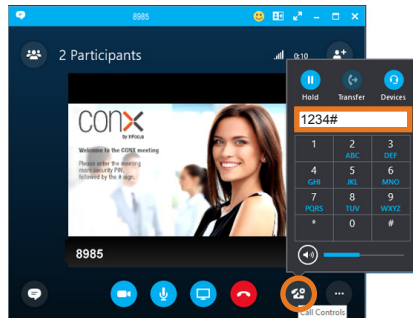 8985
2 Participants
0:10
Hold Transfer Devices
1234#
1 2 3
ABC DEF
4 5 6
GHI JKL MNO
7 8 9
PQRS TUV WXYZ
* 0 #
CONX
by InFocus
Welcome to the CONX meeting
Please enter the meeting
room security PIN,
followed by the # sign.
8985
Call Controls